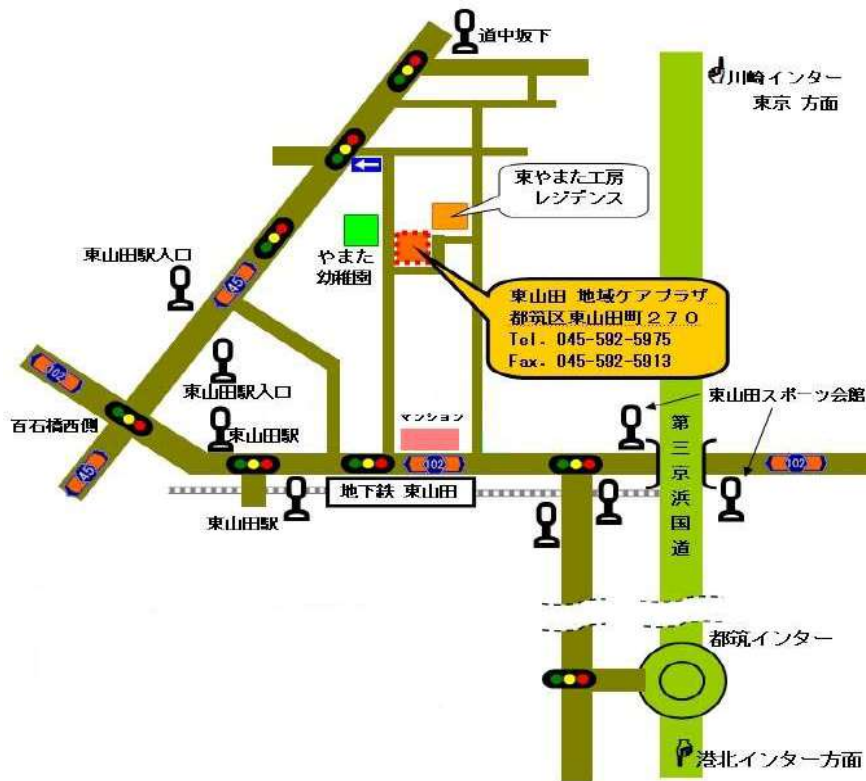 道中坂下
川崎インター
東京 方面
東やまた工房
レジデンス
やまた
幼稚園
東山田駅入口
45
東山田 地域ケアプラザ
都筑区東山田町270
Tel. 045-592-5975
Fax. 045-592-5913
102
東山田駅入口
東山田スポーツ会館
百石橋西側
マンション
東山田駅
第三京浜国道
102
102
45
地下鉄 東山田
東山田駅
都筑インター
港北インター方面